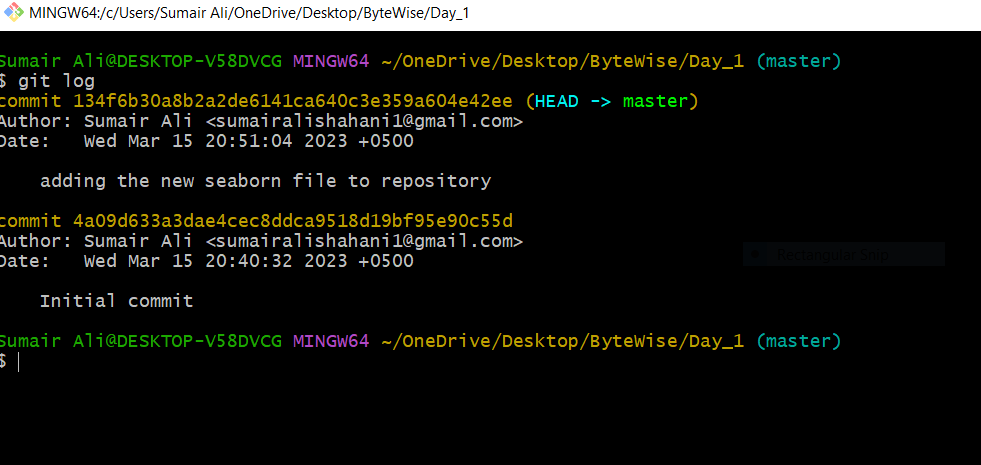 MINGW64:/c/Users/Sumair Ali/OneDrive/Desktop/ByteWise/Day_1
Sumair Ali@DESKTOP-V58DVCG MINGW64 ~/OneDrive/Desktop/ByteWise/Day_1 (master)
$ git log
commit 134f6b30a8b2a2de6141ca640c3e359a604e42ee (HEAD -> master)
Author: Sumair Ali <sumairalishahani1@gmail.com>
Date:   Wed Mar 15 20:51:04 2023 +0500
    adding the new seaborn file to repository
commit 4a09d633a3dae4cec8ddca9518d19bf95e90c55d
Author: Sumair Ali <sumairalishahani1@gmail.com>
Date:   Wed Mar 15 20:40:32 2023 +0500
Rectangular Snip
    Initial commit
Sumair Ali@DESKTOP-V58DVCG MINGW64 ~/OneDrive/Desktop/ByteWise/Day_1 (master)
$